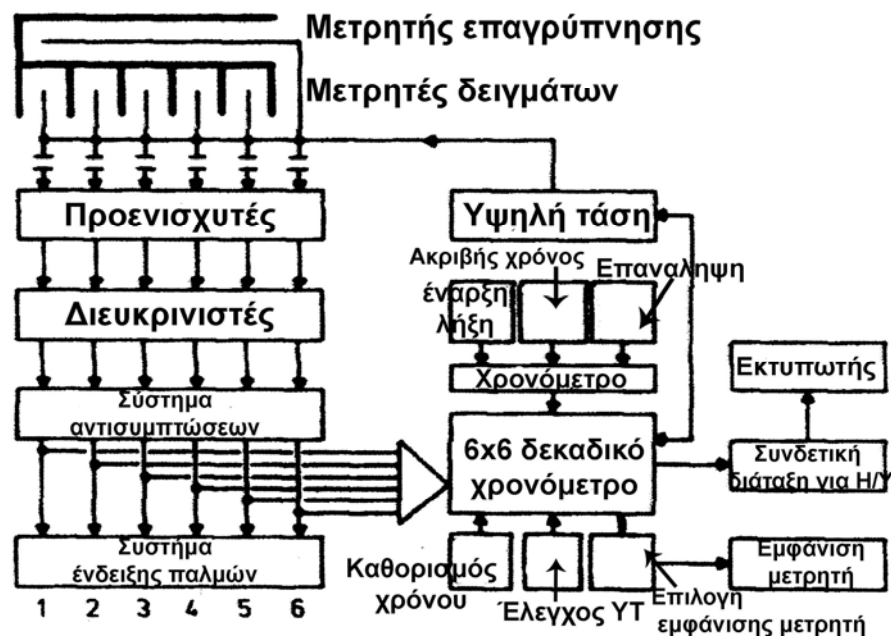 Μετρητής επαγρύπνησης
Μετρητές δειγμάτων
Προενισχυτές
Υψηλή τάση
Ακριβής χρόνος
Επαναληψη
έναρξη
λήξη
Διευκρινιστές
Χρονόμετρο
Εκτυπωτής
Σύστημα
αντισυμπτώσεων
6x6 δεκαδικό
χρονόμετρο
Συνδετική
διάταξη για Η/Υ
Συστήμα
ένδειξης παλμών
Καθορισμός
χρόνου
Έλεγχος ΥΤ
Επιλογή
εμφάνισης μετρητή
Εμφάνιση
μετρητή
1 2 3 4 5 6